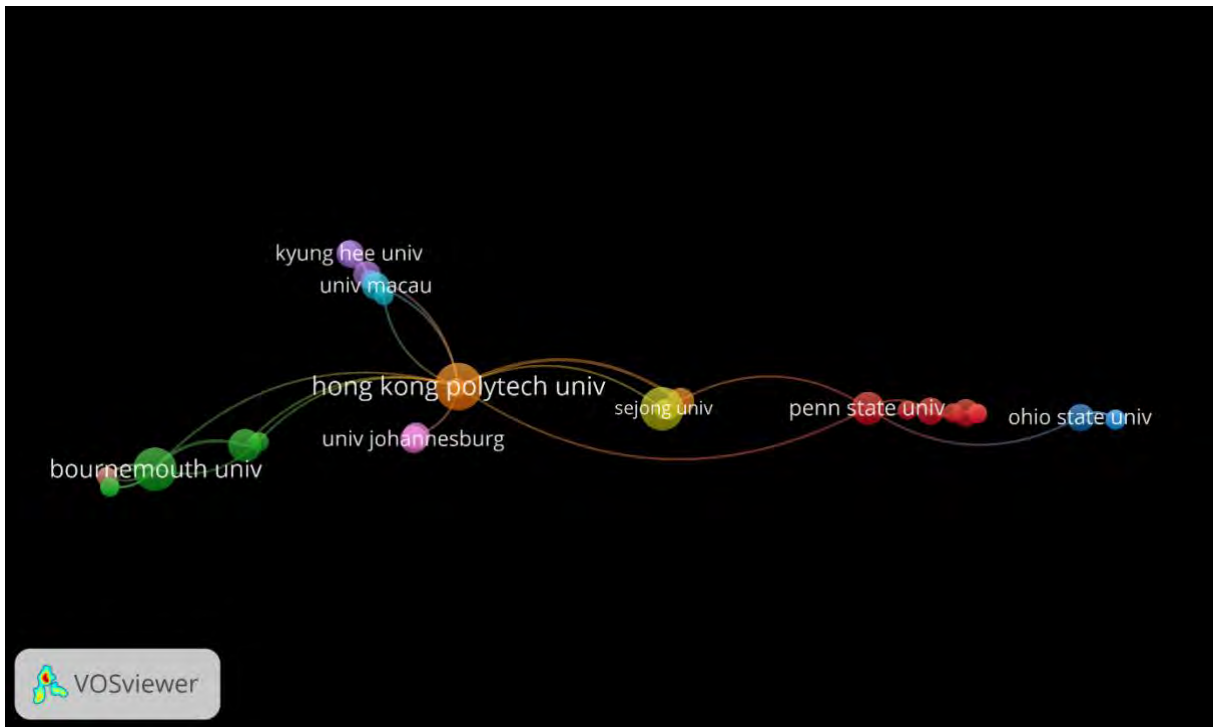 kyung hee univ
univ macau
hong kong polytech univ
sejong univ
penn state univ
ohio state univ
univ johannesburg
bournemouth univ
VOSviewer